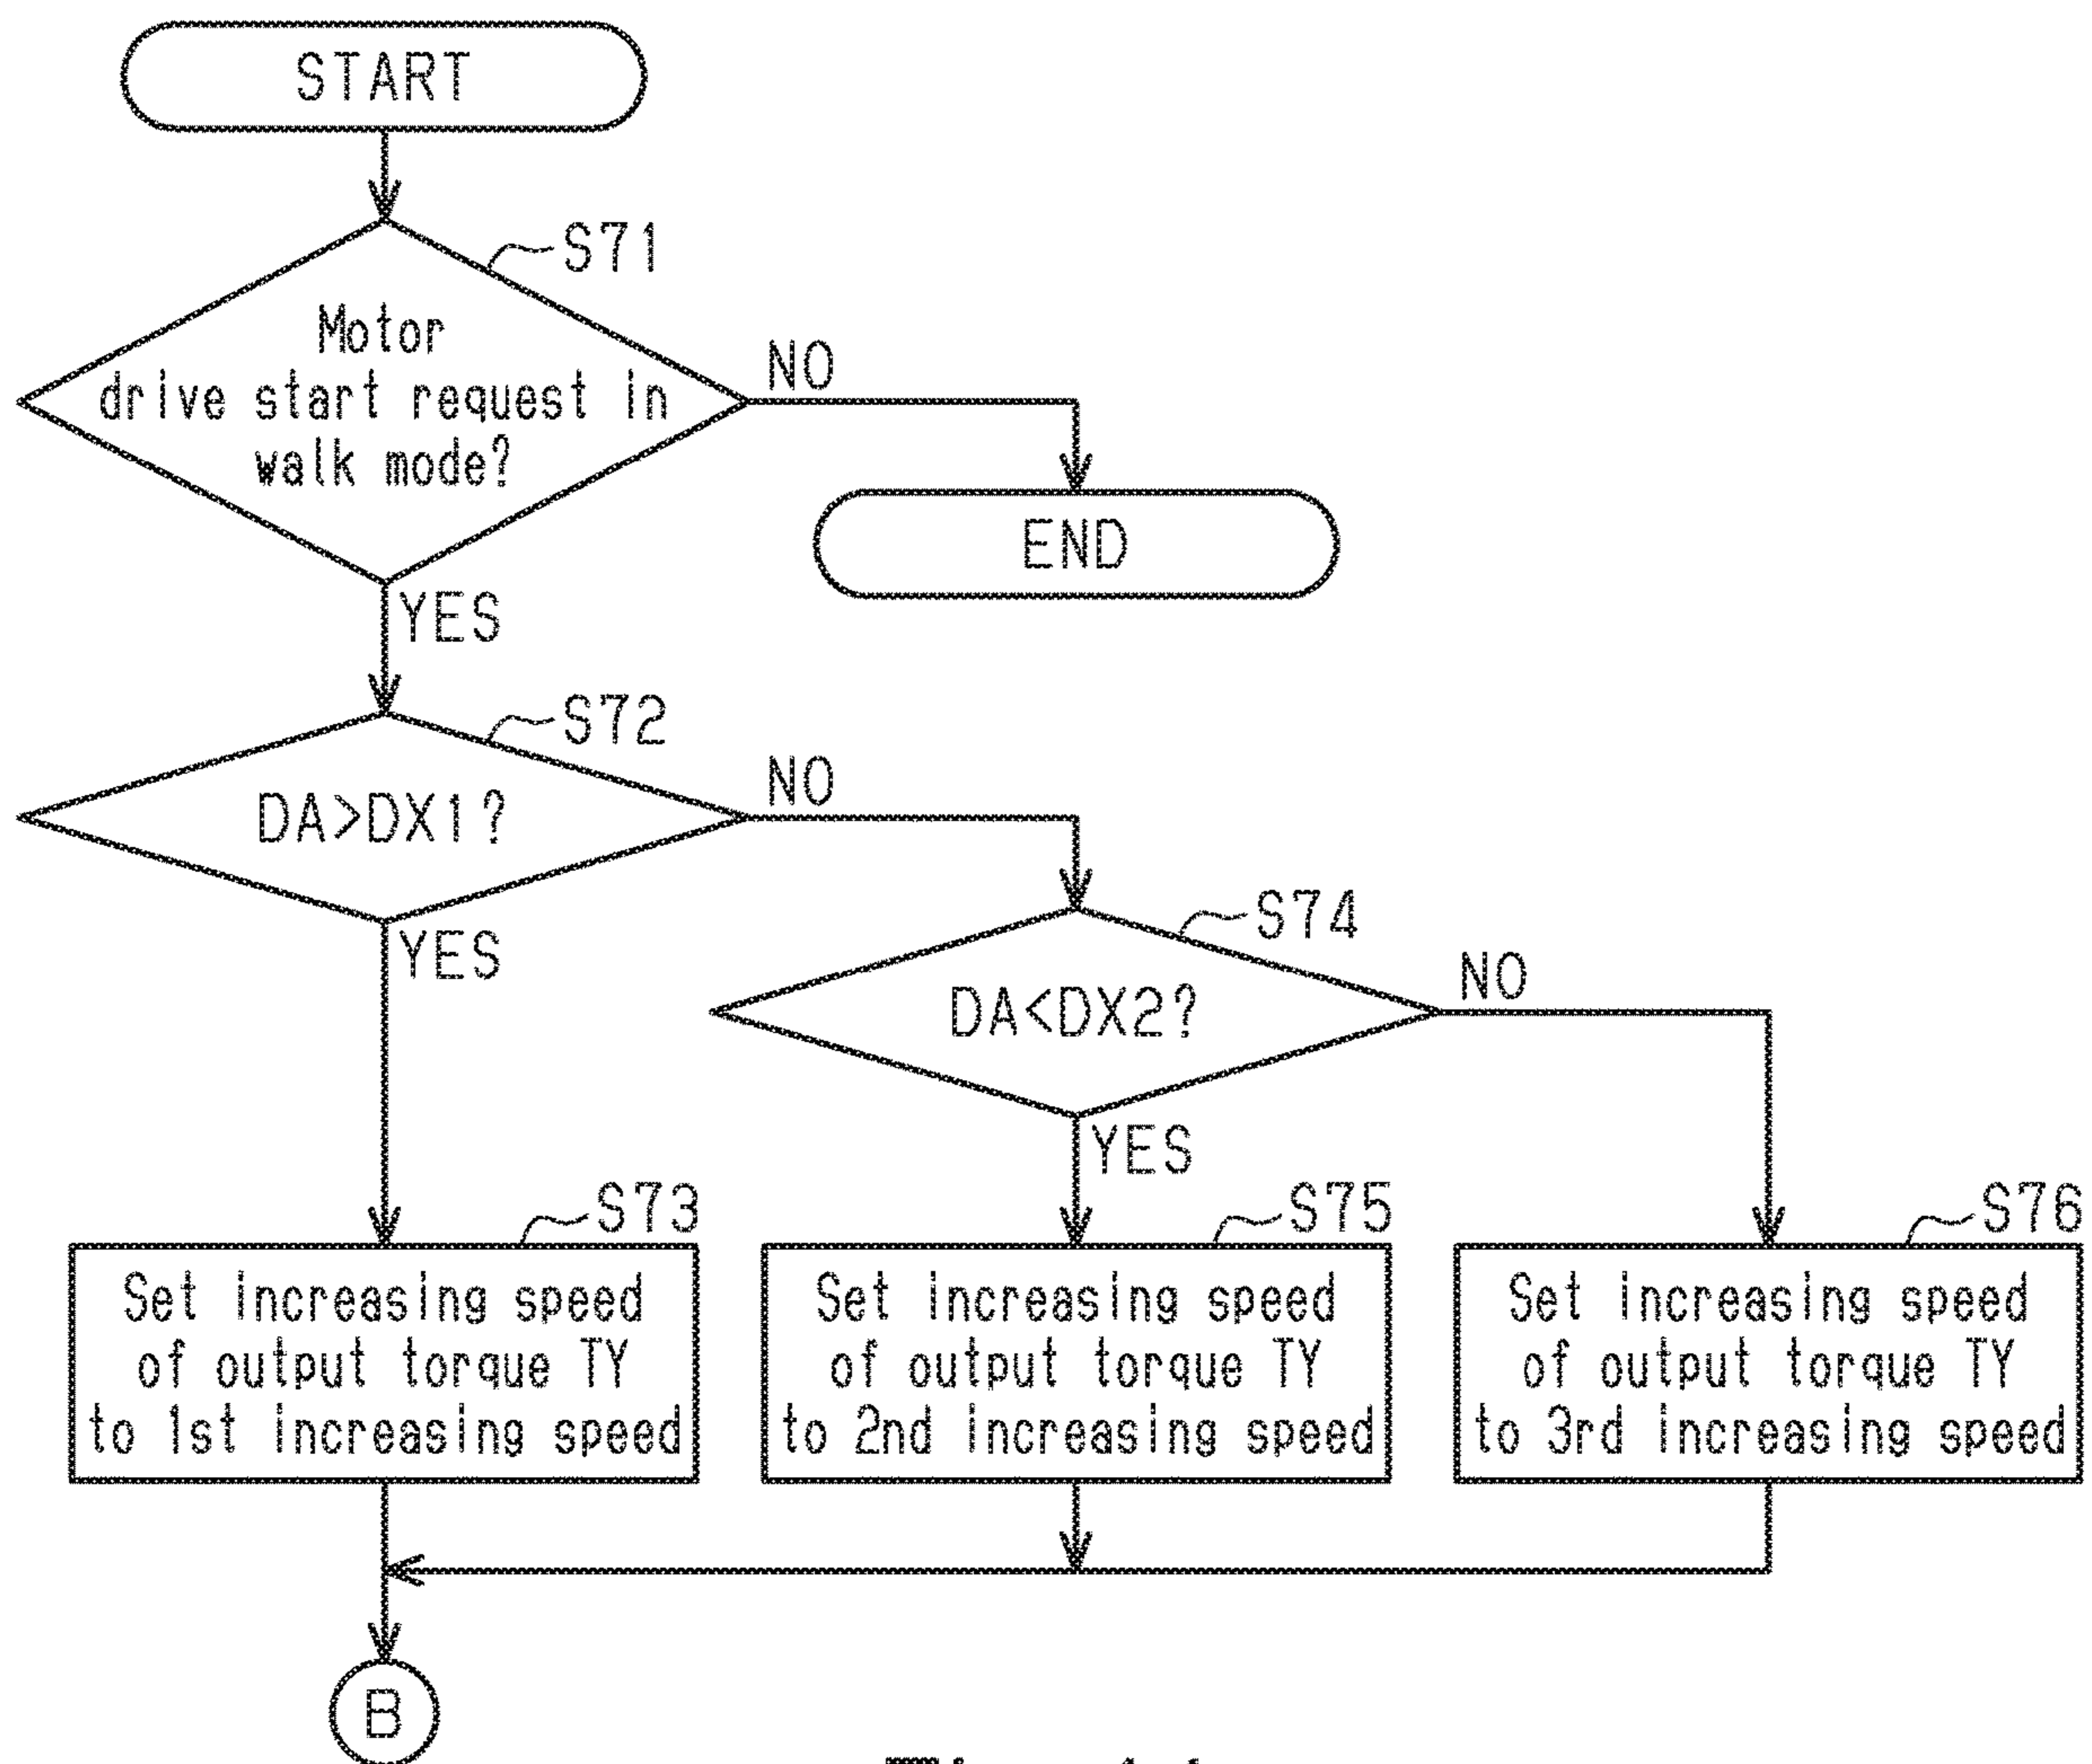 START
S71
Motor
drive start request in
walk mode?
NO
END
YES
S72
DA>DX1?
NO
YES
S74
DA<DX2?
NO
YES
S73
Set increasing speed
of output torque TY
to 1st increasing speed
S75
Set increasing speed
of output torque TY
to 2nd increasing speed
S76
Set increasing speed
of output torque TY
to 3rd increasing speed
B